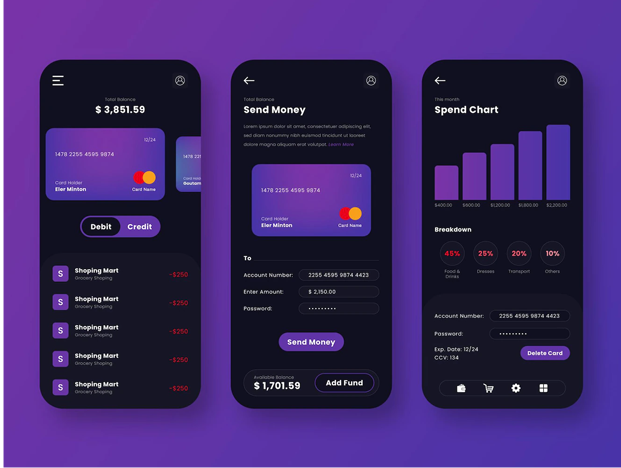 Total Balance
$ 3,851.59
12/24
1478 2255 4595 9874
Card Holder
Eler Minton
Card Name
Debit
Credit
S
Shoping Mart
Grocery Shoping
-$250
S
Shoping Mart
Grocery Shoping
-$250
S
Shoping Mart
Grocery Shoping
-$250
S
Shoping Mart
Grocery Shoping
-$250
S
Shoping Mart
Grocery Shoping
-$250
Total Balance
Send Money
Lorem ipsum dolor sit amet, consectetuer adipiscing elit,
sed diam nonummy nibh euismod tincidunt ut laoreet
dolore magna aliquam erat volutpat. Learn More
12/24
1478 2255 4595 9874
Card Holder
Eler Minton
Card Name
To
Account Number:
2255 4595 9874 4423
Enter Amount:
$ 2,150.00
Password:
Send Money
Available Balance
$ 1,701.59
Add Fund
This month
Spend Chart
$400.00
$600.00
$1,200.00
$2,200.00
Breakdown
45%
25%
20%
10%
Food &
Drinks
Dresses
Transport
Others
Account Number:
2255 4595 9874 4423
Password:
Exp. Date: 12/24
CCV: 134
Delete Card